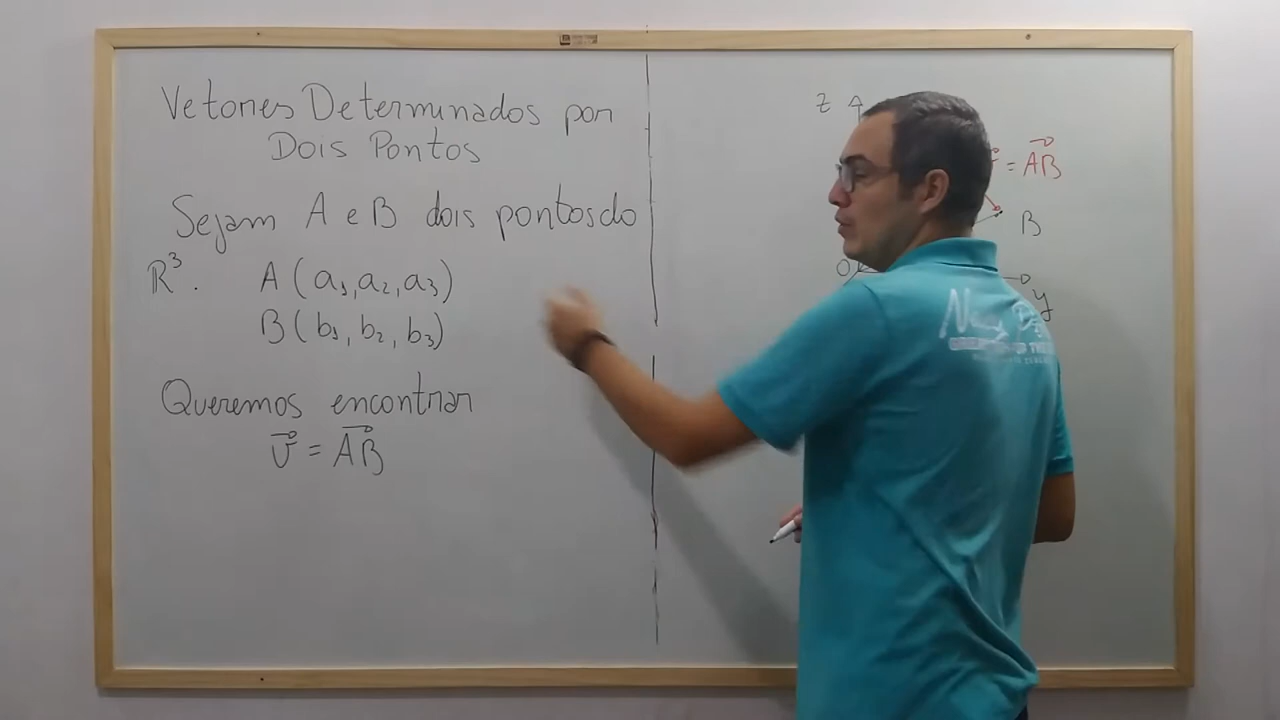 Vetores Determinados por
Dois Pontos
Sejam A e B dois pontos do
R³. A (a₁, a₂, a₃)
B (b₁, b₂, b₃)
Queremos encontrar
v⃗ = AB⃗
z
= AB⃗
B
O
y